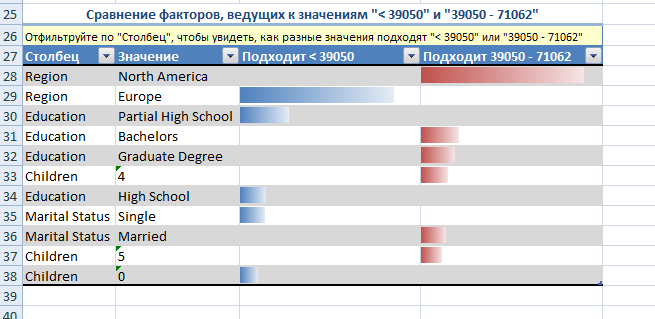 25 Сравнение факторов, ведущих к значениям "< 39050" и "39050 - 71062"
26 Отфильтруйте по "Столбец", чтобы увидеть, как разные значения подходят "< 39050" или "39050 - 71062"
27 Столбец Значение Подходит < 39050 Подходит 39050 - 71062
28 Region North America
29 Region Europe
30 Education Partial High School
31 Education Bachelors
32 Education Graduate Degree
33 Children 4
34 Education High School
35 Marital Status Single
36 Marital Status Married
37 Children 5
38 Children 0
39
40